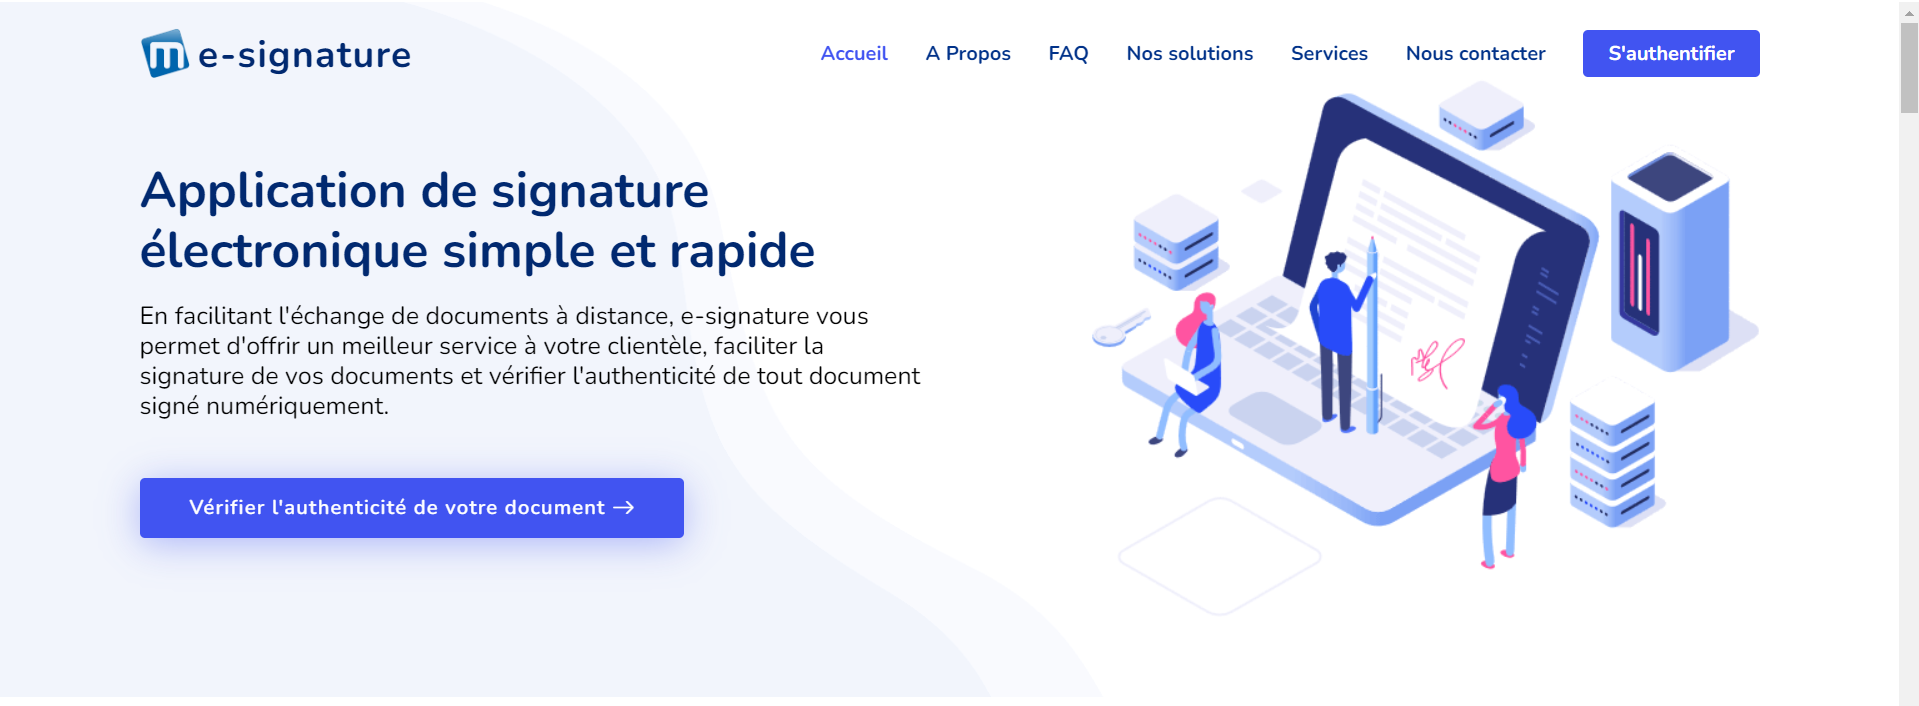 m e-signature
Accueil
A Propos
FAQ
Nos solutions
Services
Nous contacter
S'authentifier
Application de signature
électronique simple et rapide
En facilitant l'échange de documents à distance, e-signature vous
permet d'offrir un meilleur service à votre clientèle, faciliter la
signature de vos documents et vérifier l'authenticité de tout document
signé numériquement.
Vérifier l'authenticité de votre document →